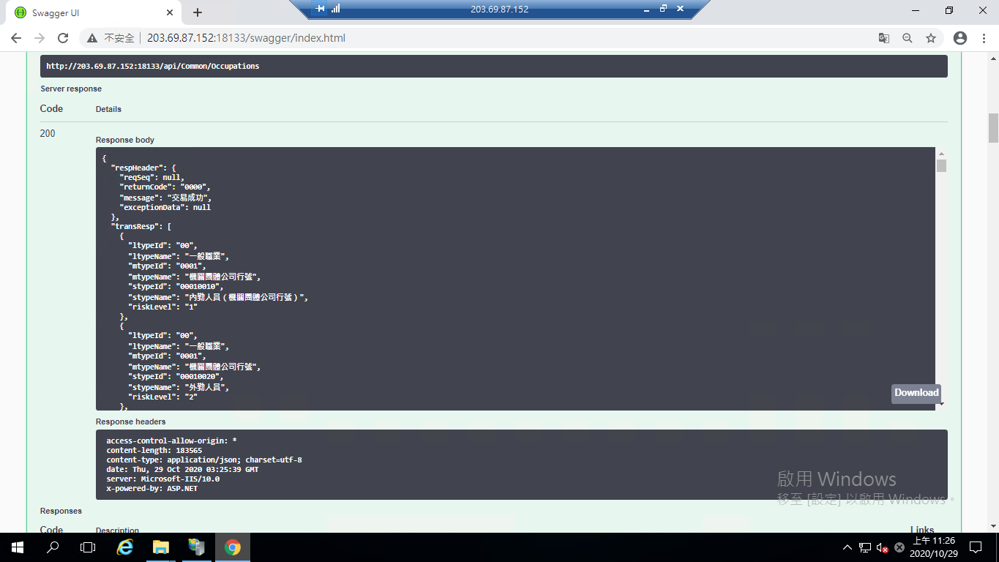 Swagger UI
203.69.87.152
不安全
203.69.87.152:18133/swagger/index.html
http://203.69.87.152:18133/api/Common/Occupations
Server response
Code Details
200
Response body
{
"respHeader": {
"reqSeq": null,
"returnCode": "0000",
"message": "交易成功",
"exceptionData": null
},
"transResp": [
{
"ltypeId": "00",
"ltypeName": "一般職業",
"mtypeId": "0001",
"mtypeName": "機關團體公司行號",
"stypeId": "00010010",
"stypeName": "內勤人員（機關團體公司行號）",
"riskLevel": "1"
},
{
"ltypeId": "00",
"ltypeName": "一般職業",
"mtypeId": "0001",
"mtypeName": "機關團體公司行號",
"stypeId": "00010020",
"stypeName": "外勤人員",
"riskLevel": "2"
},
Download
Response headers
access-control-allow-origin: *
content-length: 183565
content-type: application/json; charset=utf-8
date: Thu, 29 Oct 2020 03:25:39 GMT
server: Microsoft-IIS/10.0
x-powered-by: ASP.NET
啟用 Windows
移至 [設定] 以啟用 Windows。
Responses
Code Description Links
上午 11:26
2020/10/29